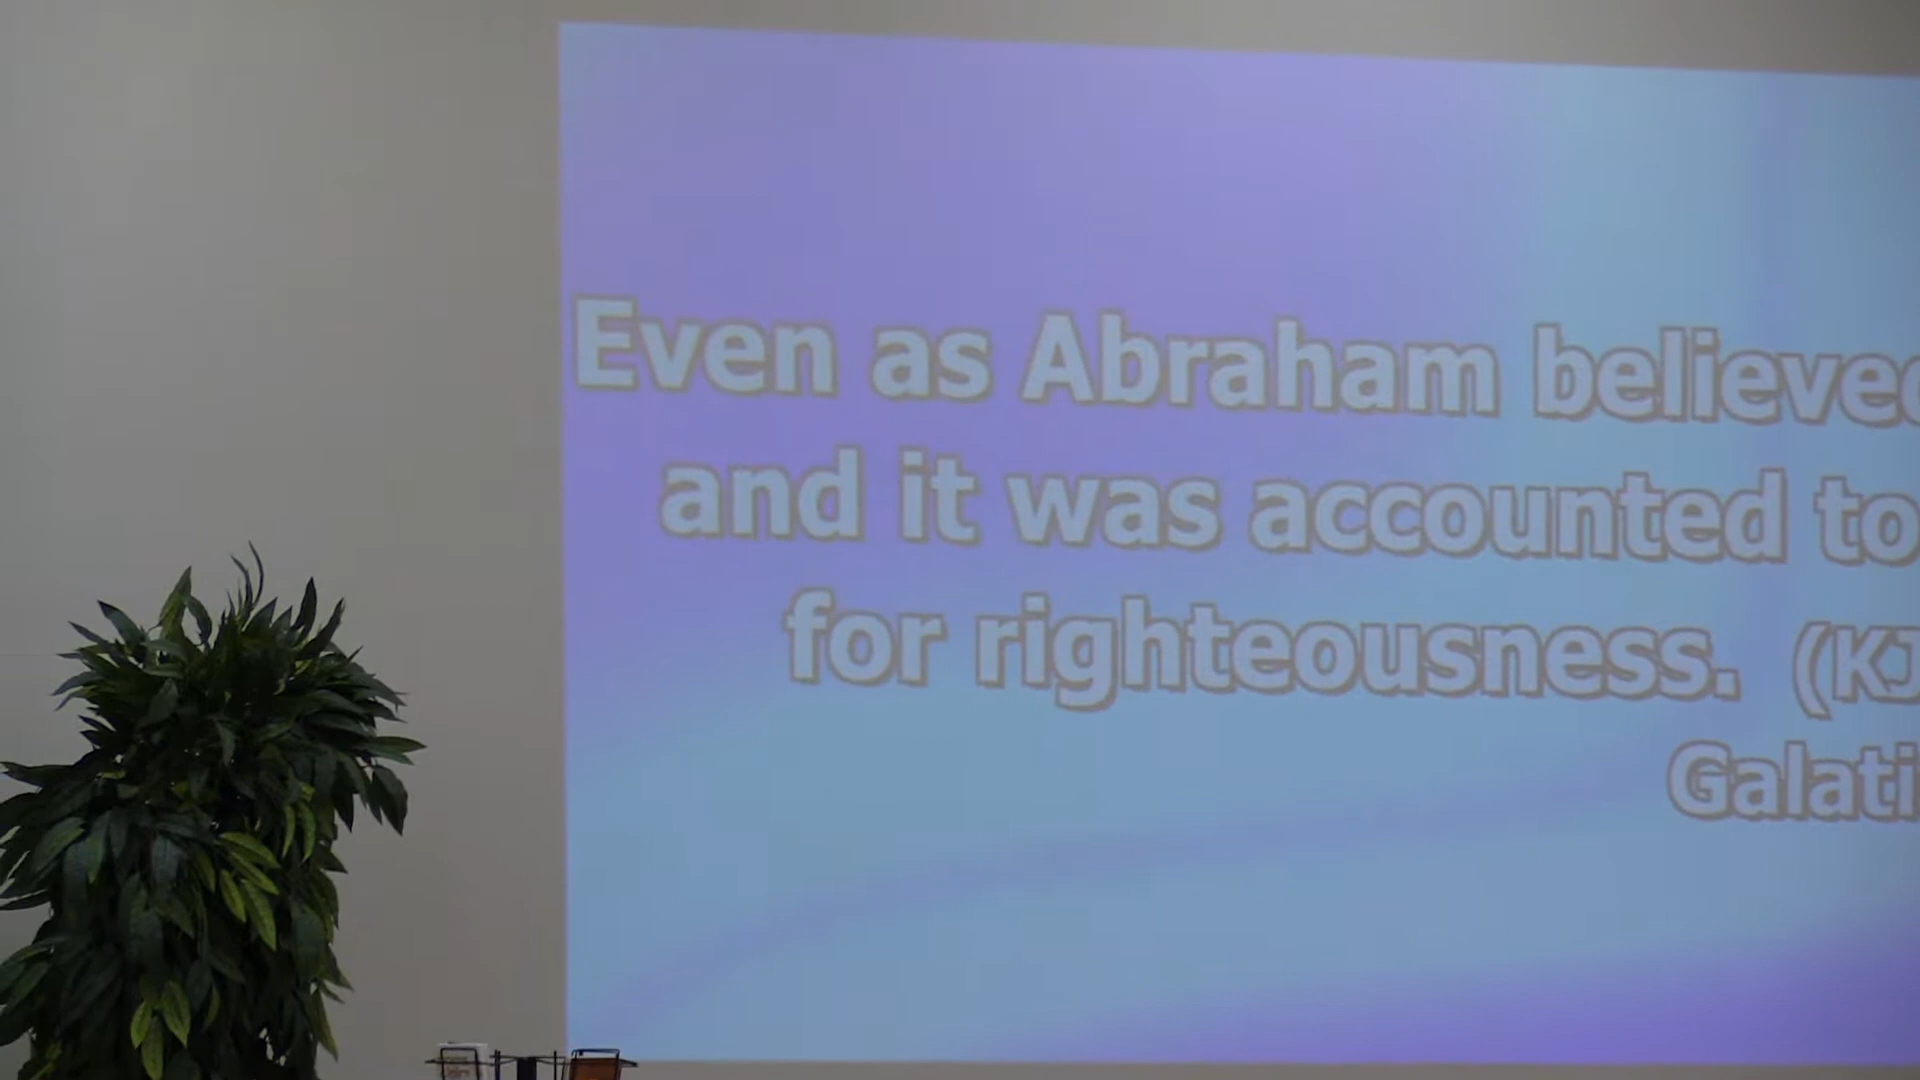 Even as Abraham believed
and it was accounted to
for righteousness. (KJ
Galati